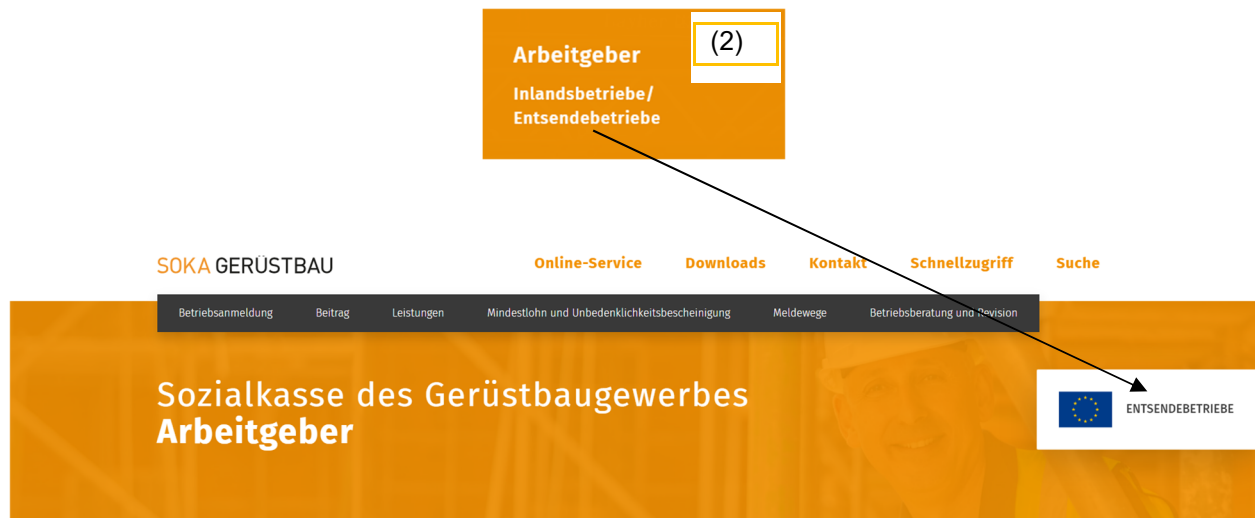 (2)
Arbeitgeber
Inlandsbetriebe/
Entsendebetriebe
SOKA GERÜSTBAU
Online-Service Downloads Kontakt Schnellzugriff Suche
Betriebsanmeldung Beitrag Leistungen Mindestlohn und Unbedenklichkeitsbescheinigung Meldewege Betriebsberatung und Revision
Sozialkasse des Gerüstbaugewerbes
Arbeitgeber
ENTSENDEBETRIEBE